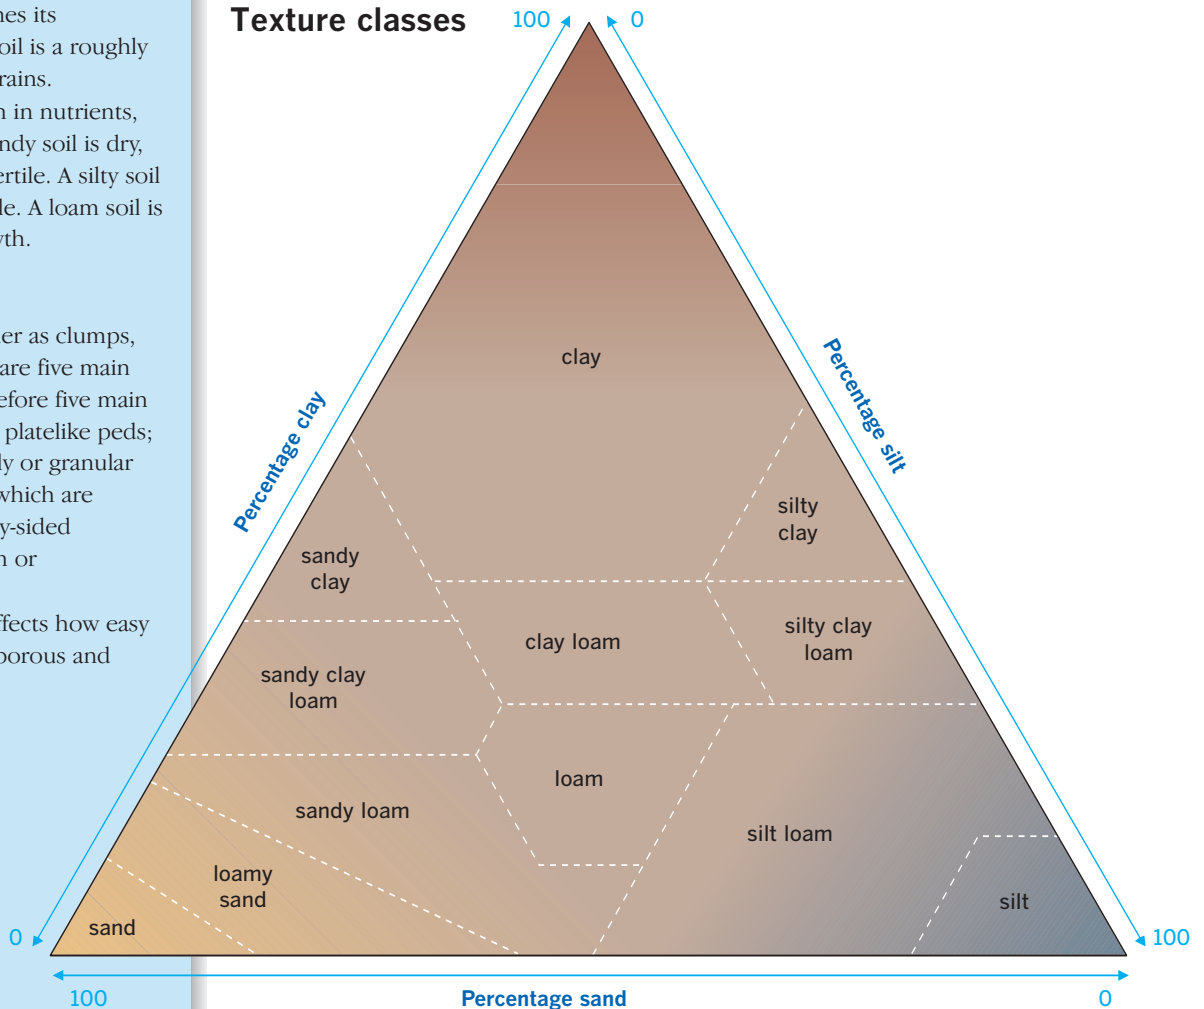 nes its
oil is a roughly
rains.
n in nutrients,
ndy soil is dry,
ertile. A silty soil
le. A loam soil is
vth.
er as clumps,
are five main
efore five main
platelike peds;
ly or granular
which are
y-sided
n or
ffects how easy
porous and
Texture classes
100
0
clay
Percentage clay
Percentage silt
silty
clay
sandy
clay
clay loam
silty clay
loam
sandy clay
loam
loam
sandy loam
silt loam
loamy
sand
silt
sand
0
100
100
Percentage sand
0